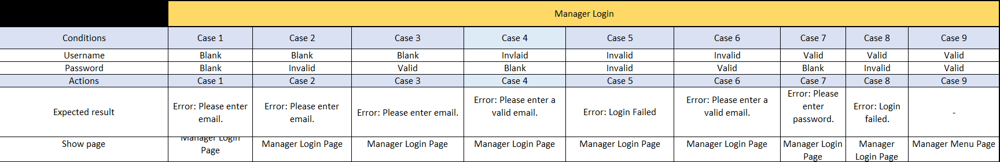 Manager Login
Conditions Case 1 Case 2 Case 3 Case 4 Case 5 Case 6 Case 7 Case 8 Case 9
Username Blank Blank Blank Invlaid Invalid Invalid Valid Valid Valid
Password Blank Invalid Valid Blank Invalid Valid Blank Invalid Valid
Actions Case 1 Case 2 Case 3 Case 4 Case 5 Case 6 Case 7 Case 8 Case 9
Expected result
Error: Please enter
email.
Error: Please enter
email.
Error: Please enter email.
Error: Please enter a
valid email.
Error: Login Failed
Error: Please enter a
valid email.
Error: Please
enter
password.
Error: Login
failed.
-
Show page
Manager Login
Page
Manager Login Page
Manager Login Page
Manager Login Page
Manager Login Page
Manager Login Page
Manager Login
Page
Manager
Login Page
Manager Menu Page